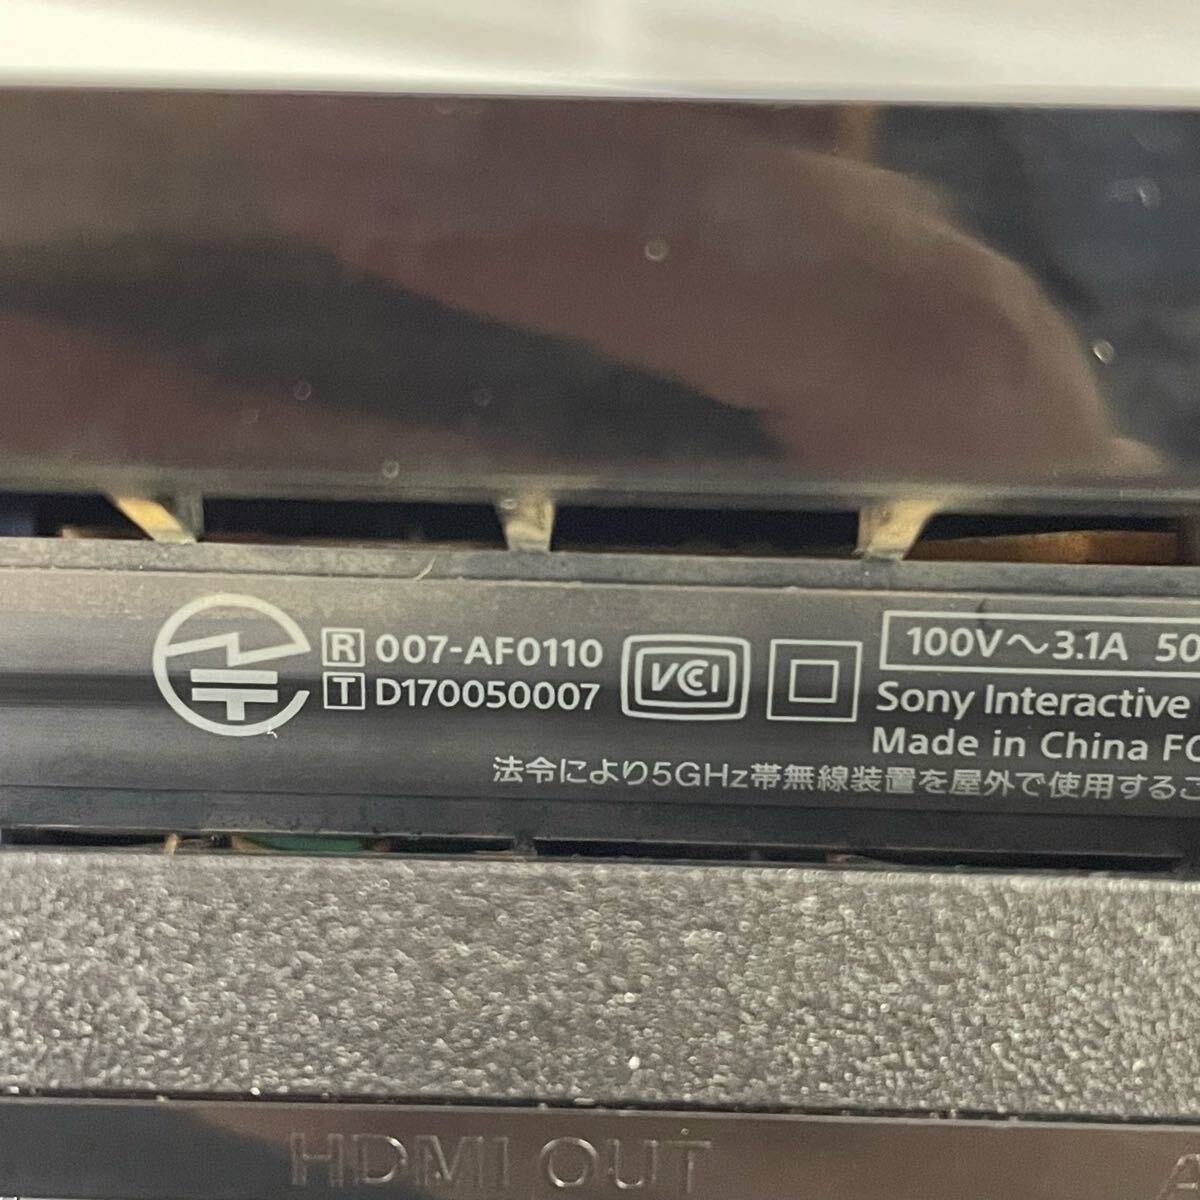 R 007-AF0110
T D170050007
VCCI
100V～3.1A 50
Sony Interactive
Made in China FC
法令により5GHz帯無線装置を屋外で使用するこ
HDMI OUT
A